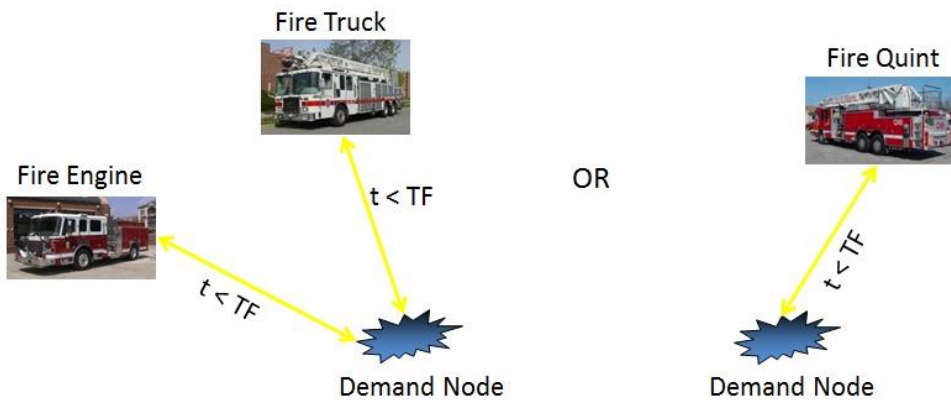 Fire Truck
Fire Quint
Fire Engine
OR
t < TF
t < TF
t < TF
Demand Node
Demand Node